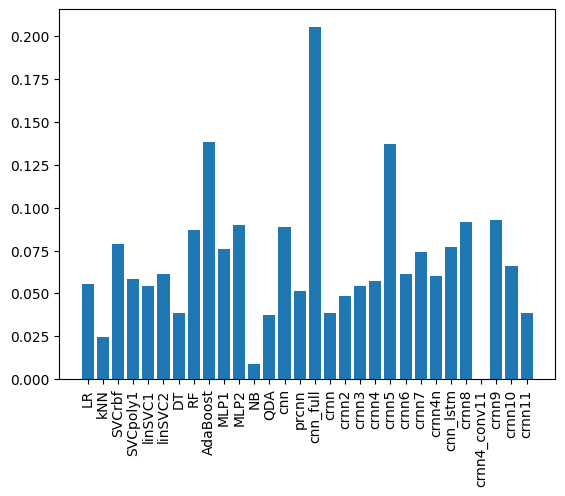 0.200
0.175
0.150
0.125
0.100
0.075
0.050
0.025
0.000
LR
kNN
SVCrbf
SVCpoly1
linSVC1
linSVC2
DT
RF
AdaBoost
MLP1
MLP2
NB
QDA
cnn
prcnn
cnn_full
crnn
crnn2
crnn3
crnn4
crnn5
crnn6
crnn7
crnn4n
cnn_lstm
crnn8
crnn4_conv11
crnn9
crnn10
crnn11